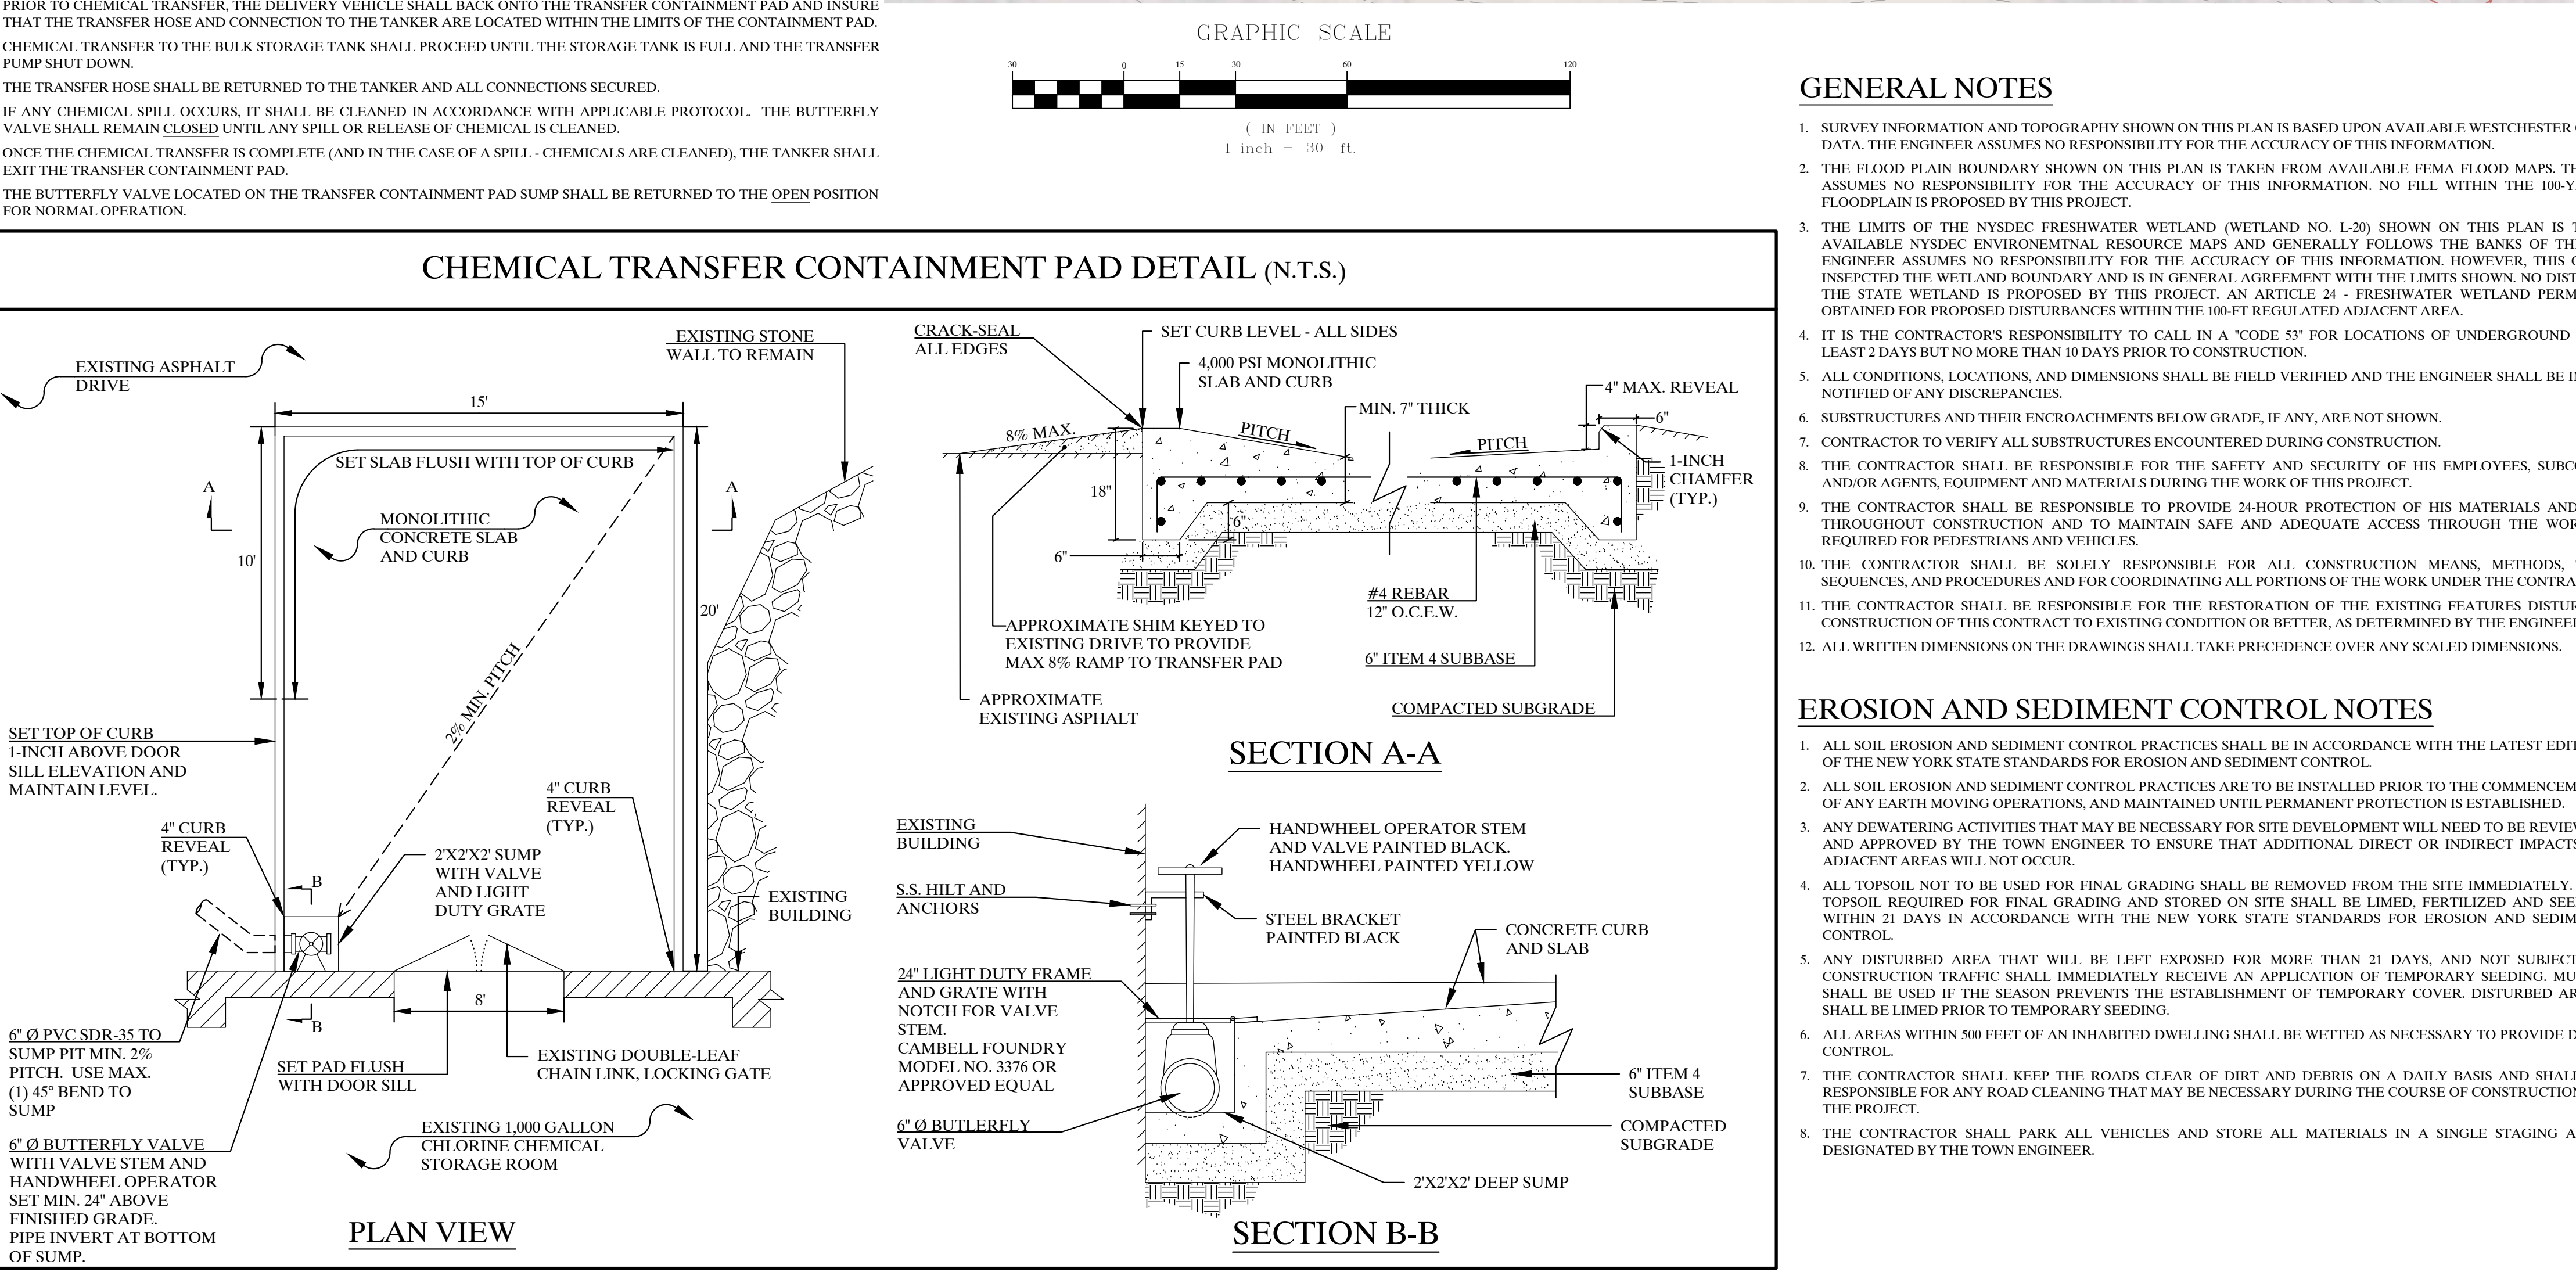 PRIOR TO CHEMICAL TRANSFER, THE DELIVERY VEHICLE SHALL BACK ONTO THE TRANSFER CONTAINMENT PAD AND INSURE
THAT THE TRANSFER HOSE AND CONNECTION TO THE TANKER ARE LOCATED WITHIN THE LIMITS OF THE CONTAINMENT PAD.
CHEMICAL TRANSFER TO THE BULK STORAGE TANK SHALL PROCEED UNTIL THE STORAGE TANK IS FULL AND THE TRANSFER
PUMP SHUT DOWN.
THE TRANSFER HOSE SHALL BE RETURNED TO THE TANKER AND ALL CONNECTIONS SECURED.
IF ANY CHEMICAL SPILL OCCURS, IT SHALL BE CLEANED IN ACCORDANCE WITH APPLICABLE PROTOCOL. THE BUTTERFLY
VALVE SHALL REMAIN CLOSED UNTIL ANY SPILL OR RELEASE OF CHEMICAL IS CLEANED.
ONCE THE CHEMICAL TRANSFER IS COMPLETE (AND IN THE CASE OF A SPILL - CHEMICALS ARE CLEANED), THE TANKER SHALL
EXIT THE TRANSFER CONTAINMENT PAD.
THE BUTTERFLY VALVE LOCATED ON THE TRANSFER CONTAINMENT PAD SUMP SHALL BE RETURNED TO THE OPEN POSITION
FOR NORMAL OPERATION.
GRAPHIC SCALE
30 0 15 30 60 120
( IN FEET )
1 inch = 30 ft.
CHEMICAL TRANSFER CONTAINMENT PAD DETAIL (N.T.S.)
EXISTING ASPHALT
DRIVE
EXISTING STONE
WALL TO REMAIN
15'
SET SLAB FLUSH WITH TOP OF CURB
A
A
MONOLITHIC
CONCRETE SLAB
AND CURB
10'
20'
2% MIN. PITCH
SET TOP OF CURB
1-INCH ABOVE DOOR
SILL ELEVATION AND
MAINTAIN LEVEL.
4" CURB
REVEAL
(TYP.)
4" CURB
REVEAL
(TYP.)
2'X2'X2' SUMP
WITH VALVE
AND LIGHT
DUTY GRATE
B
EXISTING
BUILDING
8'
B
6" Ø PVC SDR-35 TO
SUMP PIT MIN. 2%
PITCH. USE MAX.
(1) 45° BEND TO
SUMP
SET PAD FLUSH
WITH DOOR SILL
EXISTING DOUBLE-LEAF
CHAIN LINK, LOCKING GATE
6" Ø BUTTERFLY VALVE
WITH VALVE STEM AND
HANDWHEEL OPERATOR
SET MIN. 24" ABOVE
FINISHED GRADE.
PIPE INVERT AT BOTTOM
OF SUMP.
EXISTING 1,000 GALLON
CHLORINE CHEMICAL
STORAGE ROOM
PLAN VIEW
CRACK-SEAL
ALL EDGES
SET CURB LEVEL - ALL SIDES
4,000 PSI MONOLITHIC
SLAB AND CURB
MIN. 7" THICK
4" MAX. REVEAL
6"
8% MAX.
PITCH
PITCH
1-INCH
CHAMFER
(TYP.)
18"
6"
6"
#4 REBAR
12" O.C.E.W.
APPROXIMATE SHIM KEYED TO
EXISTING DRIVE TO PROVIDE
MAX 8% RAMP TO TRANSFER PAD
6" ITEM 4 SUBBASE
APPROXIMATE
EXISTING ASPHALT
COMPACTED SUBGRADE
SECTION A-A
EXISTING
BUILDING
HANDWHEEL OPERATOR STEM
AND VALVE PAINTED BLACK.
HANDWHEEL PAINTED YELLOW
S.S. HILT AND
ANCHORS
STEEL BRACKET
PAINTED BLACK
CONCRETE CURB
AND SLAB
24" LIGHT DUTY FRAME
AND GRATE WITH
NOTCH FOR VALVE
STEM.
CAMBELL FOUNDRY
MODEL NO. 3376 OR
APPROVED EQUAL
6" ITEM 4
SUBBASE
6" Ø BUTLERFLY
VALVE
COMPACTED
SUBGRADE
2'X2'X2' DEEP SUMP
SECTION B-B
GENERAL NOTES
1. SURVEY INFORMATION AND TOPOGRAPHY SHOWN ON THIS PLAN IS BASED UPON AVAILABLE WESTCHESTER
DATA. THE ENGINEER ASSUMES NO RESPONSIBILITY FOR THE ACCURACY OF THIS INFORMATION.
2. THE FLOOD PLAIN BOUNDARY SHOWN ON THIS PLAN IS TAKEN FROM AVAILABLE FEMA FLOOD MAPS. TH
ASSUMES NO RESPONSIBILITY FOR THE ACCURACY OF THIS INFORMATION. NO FILL WITHIN THE 100-Y
FLOODPLAIN IS PROPOSED BY THIS PROJECT.
3. THE LIMITS OF THE NYSDEC FRESHWATER WETLAND (WETLAND NO. L-20) SHOWN ON THIS PLAN IS
AVAILABLE NYSDEC ENVIRONEMTNAL RESOURCE MAPS AND GENERALLY FOLLOWS THE BANKS OF TH
ENGINEER ASSUMES NO RESPONSIBILITY FOR THE ACCURACY OF THIS INFORMATION. HOWEVER, THIS
INSEPCTED THE WETLAND BOUNDARY AND IS IN GENERAL AGREEMENT WITH THE LIMITS SHOWN. NO DIST
THE STATE WETLAND IS PROPOSED BY THIS PROJECT. AN ARTICLE 24 - FRESHWATER WETLAND PERM
OBTAINED FOR PROPOSED DISTURBANCES WITHIN THE 100-FT REGULATED ADJACENT AREA.
4. IT IS THE CONTRACTOR'S RESPONSIBILITY TO CALL IN A "CODE 53" FOR LOCATIONS OF UNDERGROUND
LEAST 2 DAYS BUT NO MORE THAN 10 DAYS PRIOR TO CONSTRUCTION.
5. ALL CONDITIONS, LOCATIONS, AND DIMENSIONS SHALL BE FIELD VERIFIED AND THE ENGINEER SHALL BE
NOTIFIED OF ANY DISCREPANCIES.
6. SUBSTRUCTURES AND THEIR ENCROACHMENTS BELOW GRADE, IF ANY, ARE NOT SHOWN.
7. CONTRACTOR TO VERIFY ALL SUBSTRUCTURES ENCOUNTERED DURING CONSTRUCTION.
8. THE CONTRACTOR SHALL BE RESPONSIBLE FOR THE SAFETY AND SECURITY OF HIS EMPLOYEES, SUBC
AND/OR AGENTS, EQUIPMENT AND MATERIALS DURING THE WORK OF THIS PROJECT.
9. THE CONTRACTOR SHALL BE RESPONSIBLE TO PROVIDE 24-HOUR PROTECTION OF HIS MATERIALS AND
THROUGHOUT CONSTRUCTION AND TO MAINTAIN SAFE AND ADEQUATE ACCESS THROUGH THE WOR
REQUIRED FOR PEDESTRIANS AND VEHICLES.
10. THE CONTRACTOR SHALL BE SOLELY RESPONSIBLE FOR ALL CONSTRUCTION MEANS, METHODS,
SEQUENCES, AND PROCEDURES AND FOR COORDINATING ALL PORTIONS OF THE WORK UNDER THE CONTRA
11. THE CONTRACTOR SHALL BE RESPONSIBLE FOR THE RESTORATION OF THE EXISTING FEATURES DISTUR
CONSTRUCTION OF THIS CONTRACT TO EXISTING CONDITION OR BETTER, AS DETERMINED BY THE ENGINEE
12. ALL WRITTEN DIMENSIONS ON THE DRAWINGS SHALL TAKE PRECEDENCE OVER ANY SCALED DIMENSIONS.
EROSION AND SEDIMENT CONTROL NOTES
1. ALL SOIL EROSION AND SEDIMENT CONTROL PRACTICES SHALL BE IN ACCORDANCE WITH THE LATEST EDIT
OF THE NEW YORK STATE STANDARDS FOR EROSION AND SEDIMENT CONTROL.
2. ALL SOIL EROSION AND SEDIMENT CONTROL PRACTICES ARE TO BE INSTALLED PRIOR TO THE COMMENCEM
OF ANY EARTH MOVING OPERATIONS, AND MAINTAINED UNTIL PERMANENT PROTECTION IS ESTABLISHED.
3. ANY DEWATERING ACTIVITIES THAT MAY BE NECESSARY FOR SITE DEVELOPMENT WILL NEED TO BE REVIEW
AND APPROVED BY THE TOWN ENGINEER TO ENSURE THAT ADDITIONAL DIRECT OR INDIRECT IMPACTS
ADJACENT AREAS WILL NOT OCCUR.
4. ALL TOPSOIL NOT TO BE USED FOR FINAL GRADING SHALL BE REMOVED FROM THE SITE IMMEDIATELY.
TOPSOIL REQUIRED FOR FINAL GRADING AND STORED ON SITE SHALL BE LIMED, FERTILIZED AND SEE
WITHIN 21 DAYS IN ACCORDANCE WITH THE NEW YORK STATE STANDARDS FOR EROSION AND SEDIM
CONTROL.
5. ANY DISTURBED AREA THAT WILL BE LEFT EXPOSED FOR MORE THAN 21 DAYS, AND NOT SUBJECT
CONSTRUCTION TRAFFIC SHALL IMMEDIATELY RECEIVE AN APPLICATION OF TEMPORARY SEEDING. MU
SHALL BE USED IF THE SEASON PREVENTS THE ESTABLISHMENT OF TEMPORARY COVER. DISTURBED AR
SHALL BE LIMED PRIOR TO TEMPORARY SEEDING.
6. ALL AREAS WITHIN 500 FEET OF AN INHABITED DWELLING SHALL BE WETTED AS NECESSARY TO PROVIDE D
CONTROL.
7. THE CONTRACTOR SHALL KEEP THE ROADS CLEAR OF DIRT AND DEBRIS ON A DAILY BASIS AND SHALL
RESPONSIBLE FOR ANY ROAD CLEANING THAT MAY BE NECESSARY DURING THE COURSE OF CONSTRUCTION
THE PROJECT.
8. THE CONTRACTOR SHALL PARK ALL VEHICLES AND STORE ALL MATERIALS IN A SINGLE STAGING A
DESIGNATED BY THE TOWN ENGINEER.